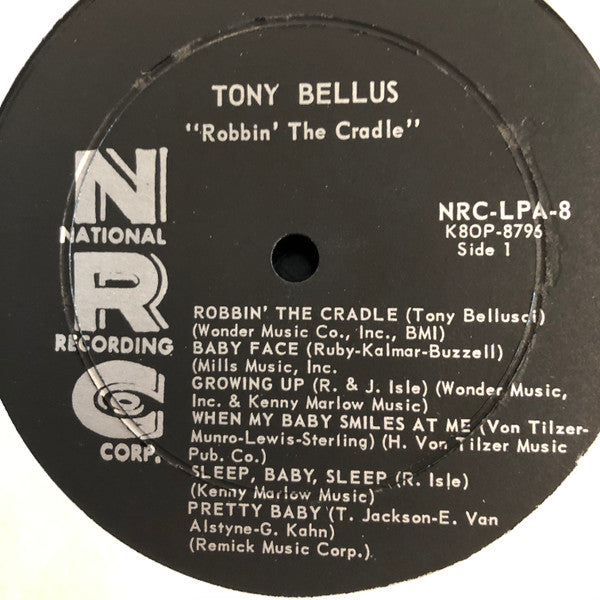 TONY BELLUS
"Robbin' The Cradle"
N
NATIONAL
R
RECORDING
C
CORP.
NRC-LPA-8
K8OP-8796
Side 1
ROBBIN' THE CRADLE (Tony Bellusci)
(Wonder Music Co., Inc., BMI)
BABY FACE (Ruby-Kalmar-Buzzell)
(Mills Music, Inc.
GROWING UP (R. & J. Isle) (Wonder Music,
Inc. & Kenny Marlow Music)
WHEN MY BABY SMILES AT ME (Von Tilzer-
Munro-Lewis-Sterling) (H. Von Tilzer Music
Pub. Co.)
SLEEP, BABY, SLEEP (R. Isle)
(Kenny Marlow Music)
PRETTY BABY (T. Jackson-E. Van
Alstyne-G. Kahn)
(Remick Music Corp.)